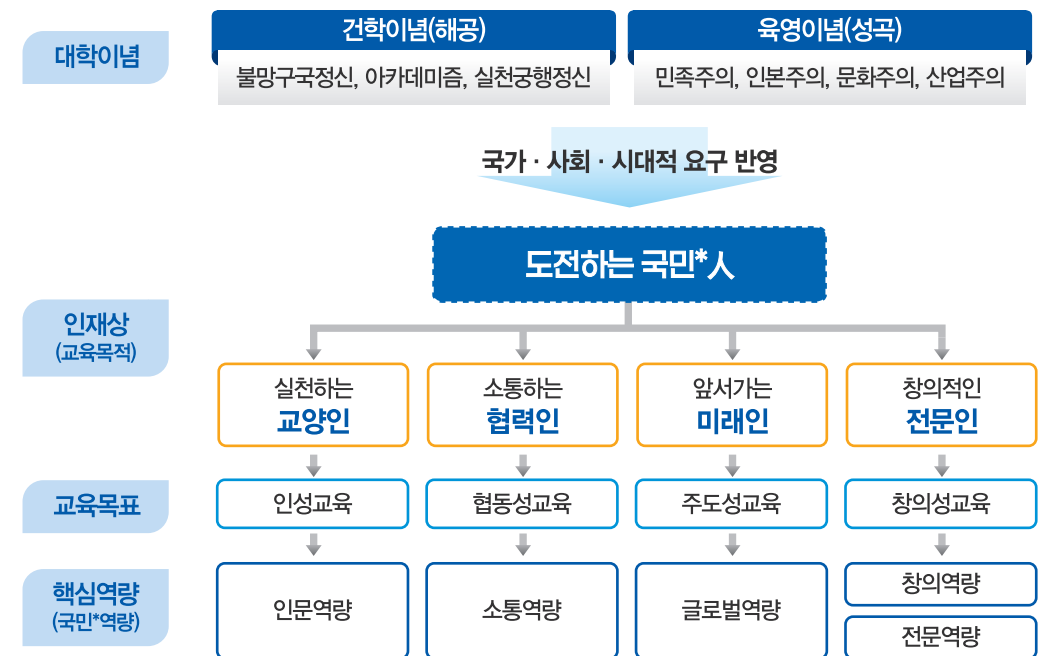 대학이념
건학이념(해공)
육영이념(성곡)
불망구국정신, 아카데미즘, 실천궁행정신
민족주의, 인본주의, 문화주의, 산업주의
국가 · 사회 · 시대적 요구 반영
도전하는 국민*人
인재상
(교육목적)
실천하는
교양인
소통하는
협력인
앞서가는
미래인
창의적인
전문인
교육목표
인성교육
협동성교육
주도성교육
창의성교육
핵심역량
(국민*역량)
인문역량
소통역량
글로벌역량
창의역량
전문역량